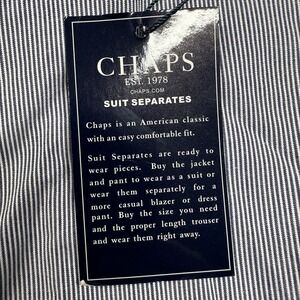 CHAPS
EST. 1978
CHAPS.COM
SUIT SEPARATES
Chaps is an American classic
with an easy comfortable fit.
Suit Separates are ready to
wear pieces. Buy the jacket
and pant to wear as a suit or
wear them separately for a
more casual blazer or dress
pant. Buy the size you need
and the proper length trouser
and wear them right away.